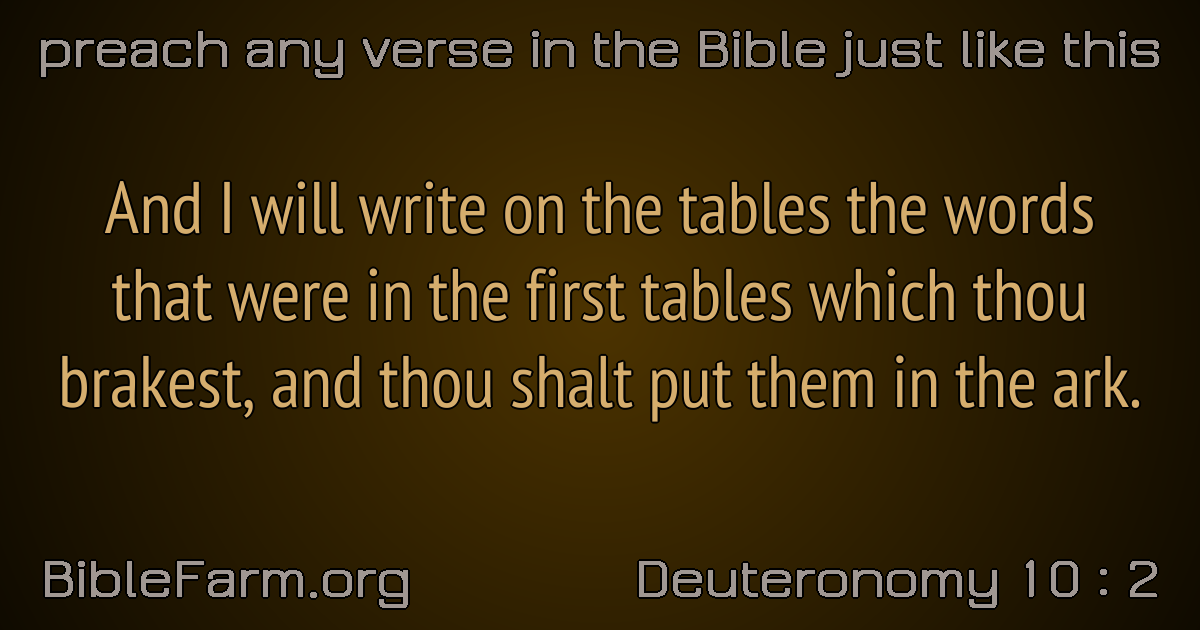 preach any verse in the Bible just like this
And I will write on the tables the words
that were in the first tables which thou
brakest, and thou shalt put them in the ark.
BibleFarm.org
Deuteronomy 10 : 2